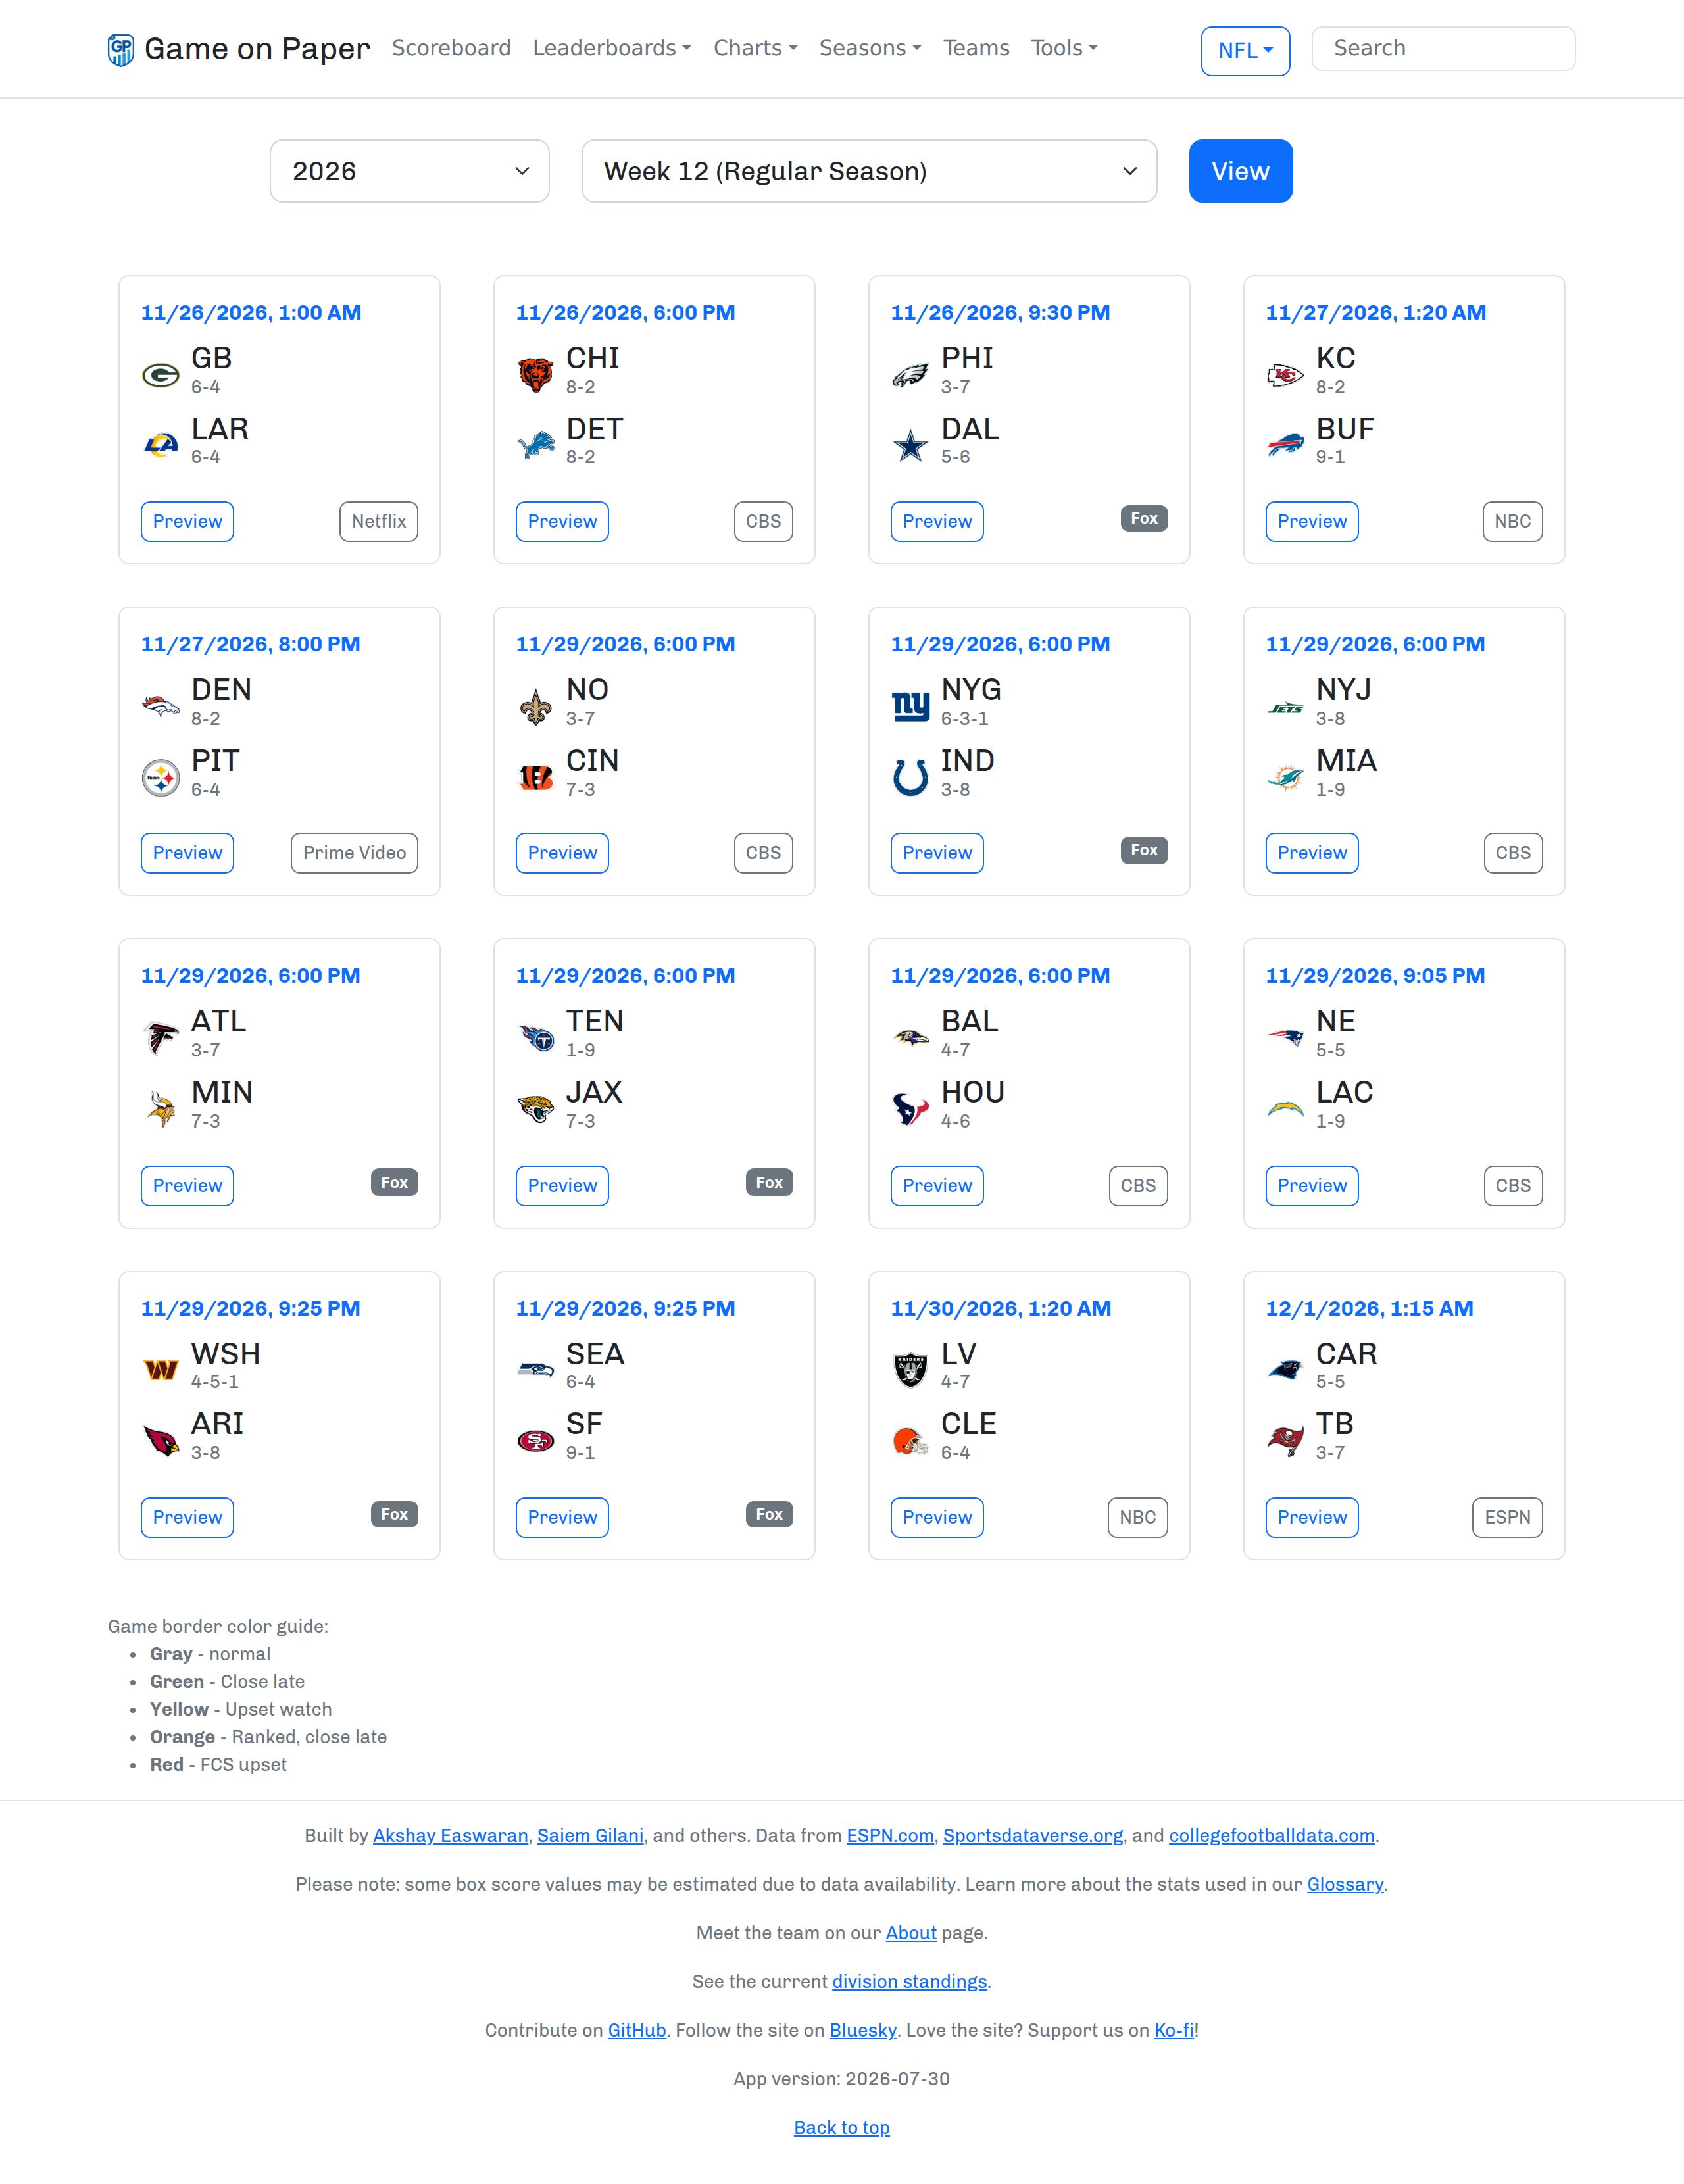 GP Game on Paper Scoreboard Leaderboards Charts Seasons Teams Tools NFL Search
2026 Week 12 (Regular Season) View
11/26/2026, 1:00 AM
GB
6-4
LAR
6-4
Preview Netflix
11/26/2026, 6:00 PM
CHI
8-2
DET
8-2
Preview CBS
11/26/2026, 9:30 PM
PHI
3-7
DAL
5-6
Preview Fox
11/27/2026, 1:20 AM
KC
8-2
BUF
9-1
Preview NBC
11/27/2026, 8:00 PM
DEN
8-2
PIT
6-4
Preview Prime Video
11/29/2026, 6:00 PM
NO
3-7
CIN
7-3
Preview CBS
11/29/2026, 6:00 PM
NYG
6-3-1
IND
3-8
Preview Fox
11/29/2026, 6:00 PM
NYJ
3-8
MIA
1-9
Preview CBS
11/29/2026, 6:00 PM
ATL
3-7
MIN
7-3
Preview Fox
11/29/2026, 6:00 PM
TEN
1-9
JAX
7-3
Preview Fox
11/29/2026, 6:00 PM
BAL
4-7
HOU
4-6
Preview CBS
11/29/2026, 9:05 PM
NE
5-5
LAC
1-9
Preview CBS
11/29/2026, 9:25 PM
WSH
4-5-1
ARI
3-8
Preview Fox
11/29/2026, 9:25 PM
SEA
6-4
SF
9-1
Preview Fox
11/30/2026, 1:20 AM
LV
4-7
CLE
6-4
Preview NBC
12/1/2026, 1:15 AM
CAR
5-5
TB
3-7
Preview ESPN
Game border color guide:
• Gray - normal
• Green - Close late
• Yellow - Upset watch
• Orange - Ranked, close late
• Red - FCS upset
Built by Akshay Easwaran, Saiem Gilani, and others. Data from ESPN.com, Sportsdataverse.org, and collegefootballdata.com.
Please note: some box score values may be estimated due to data availability. Learn more about the stats used in our Glossary.
Meet the team on our About page.
See the current division standings.
Contribute on GitHub. Follow the site on Bluesky. Love the site? Support us on Ko-fi!
App version: 2026-07-30
Back to top